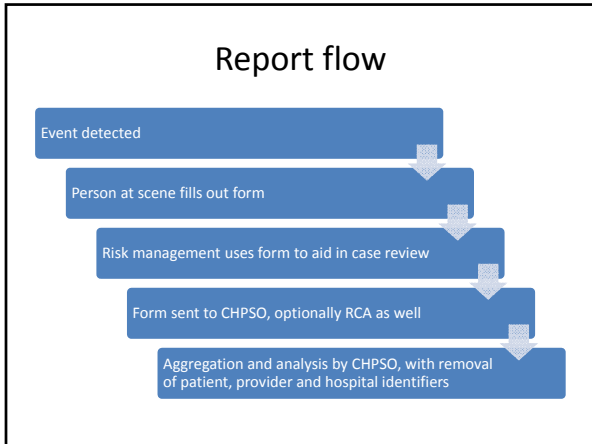 Report flow
Event detected
Person at scene fills out form
Risk management uses form to aid in case review
Form sent to CHPSO, optionally RCA as well
Aggregation and analysis by CHPSO, with removal
of patient, provider and hospital identifiers